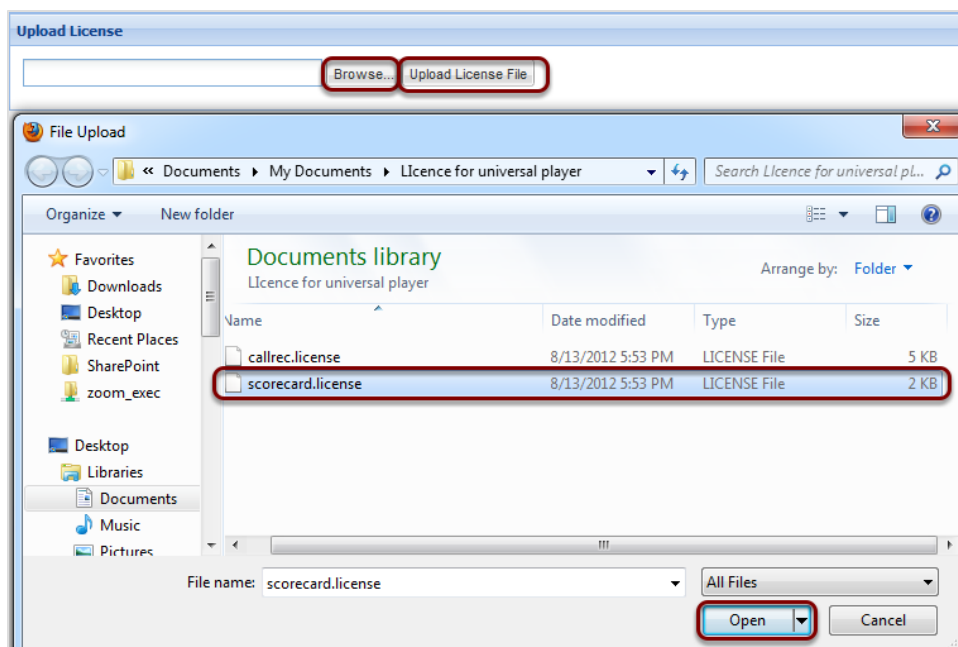 Upload License
Browse... Upload License File
File Upload
« Documents My Documents LIcence for universal player Search LIcence for universal pl...
Organize New folder
Favorites
Downloads
Desktop
Recent Places
SharePoint
zoom_exec
Desktop
Libraries
Documents
Music
Pictures
Documents library
LIcence for universal player
Arrange by: Folder
Name Date modified Type Size
callrec.license 8/13/2012 5:53 PM LICENSE File 5 KB
scorecard.license 8/13/2012 5:53 PM LICENSE File 2 KB
File name: scorecard.license All Files
Open Cancel